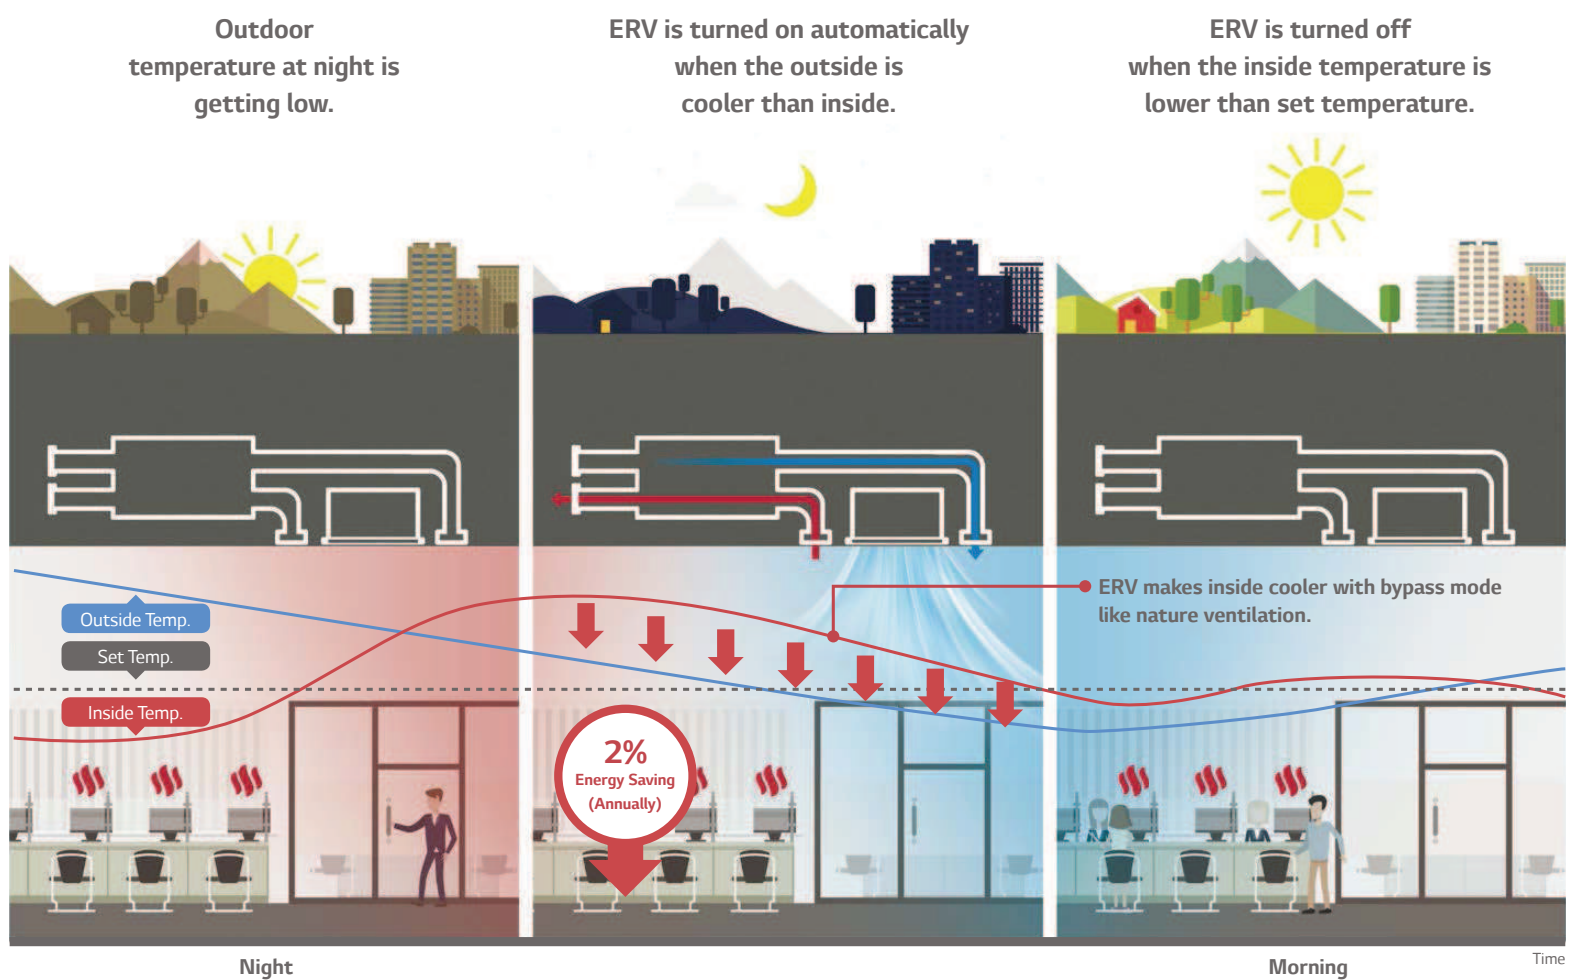 Outdoor
temperature at night is
getting low.
ERV is turned on automatically
when the outside is
cooler than inside.
ERV is turned off
when the inside temperature is
lower than set temperature.
Outside Temp.
Set Temp.
Inside Temp.
ERV makes inside cooler with bypass mode
like nature ventilation.
2%
Energy Saving
(Annually)
Night
Morning
Time